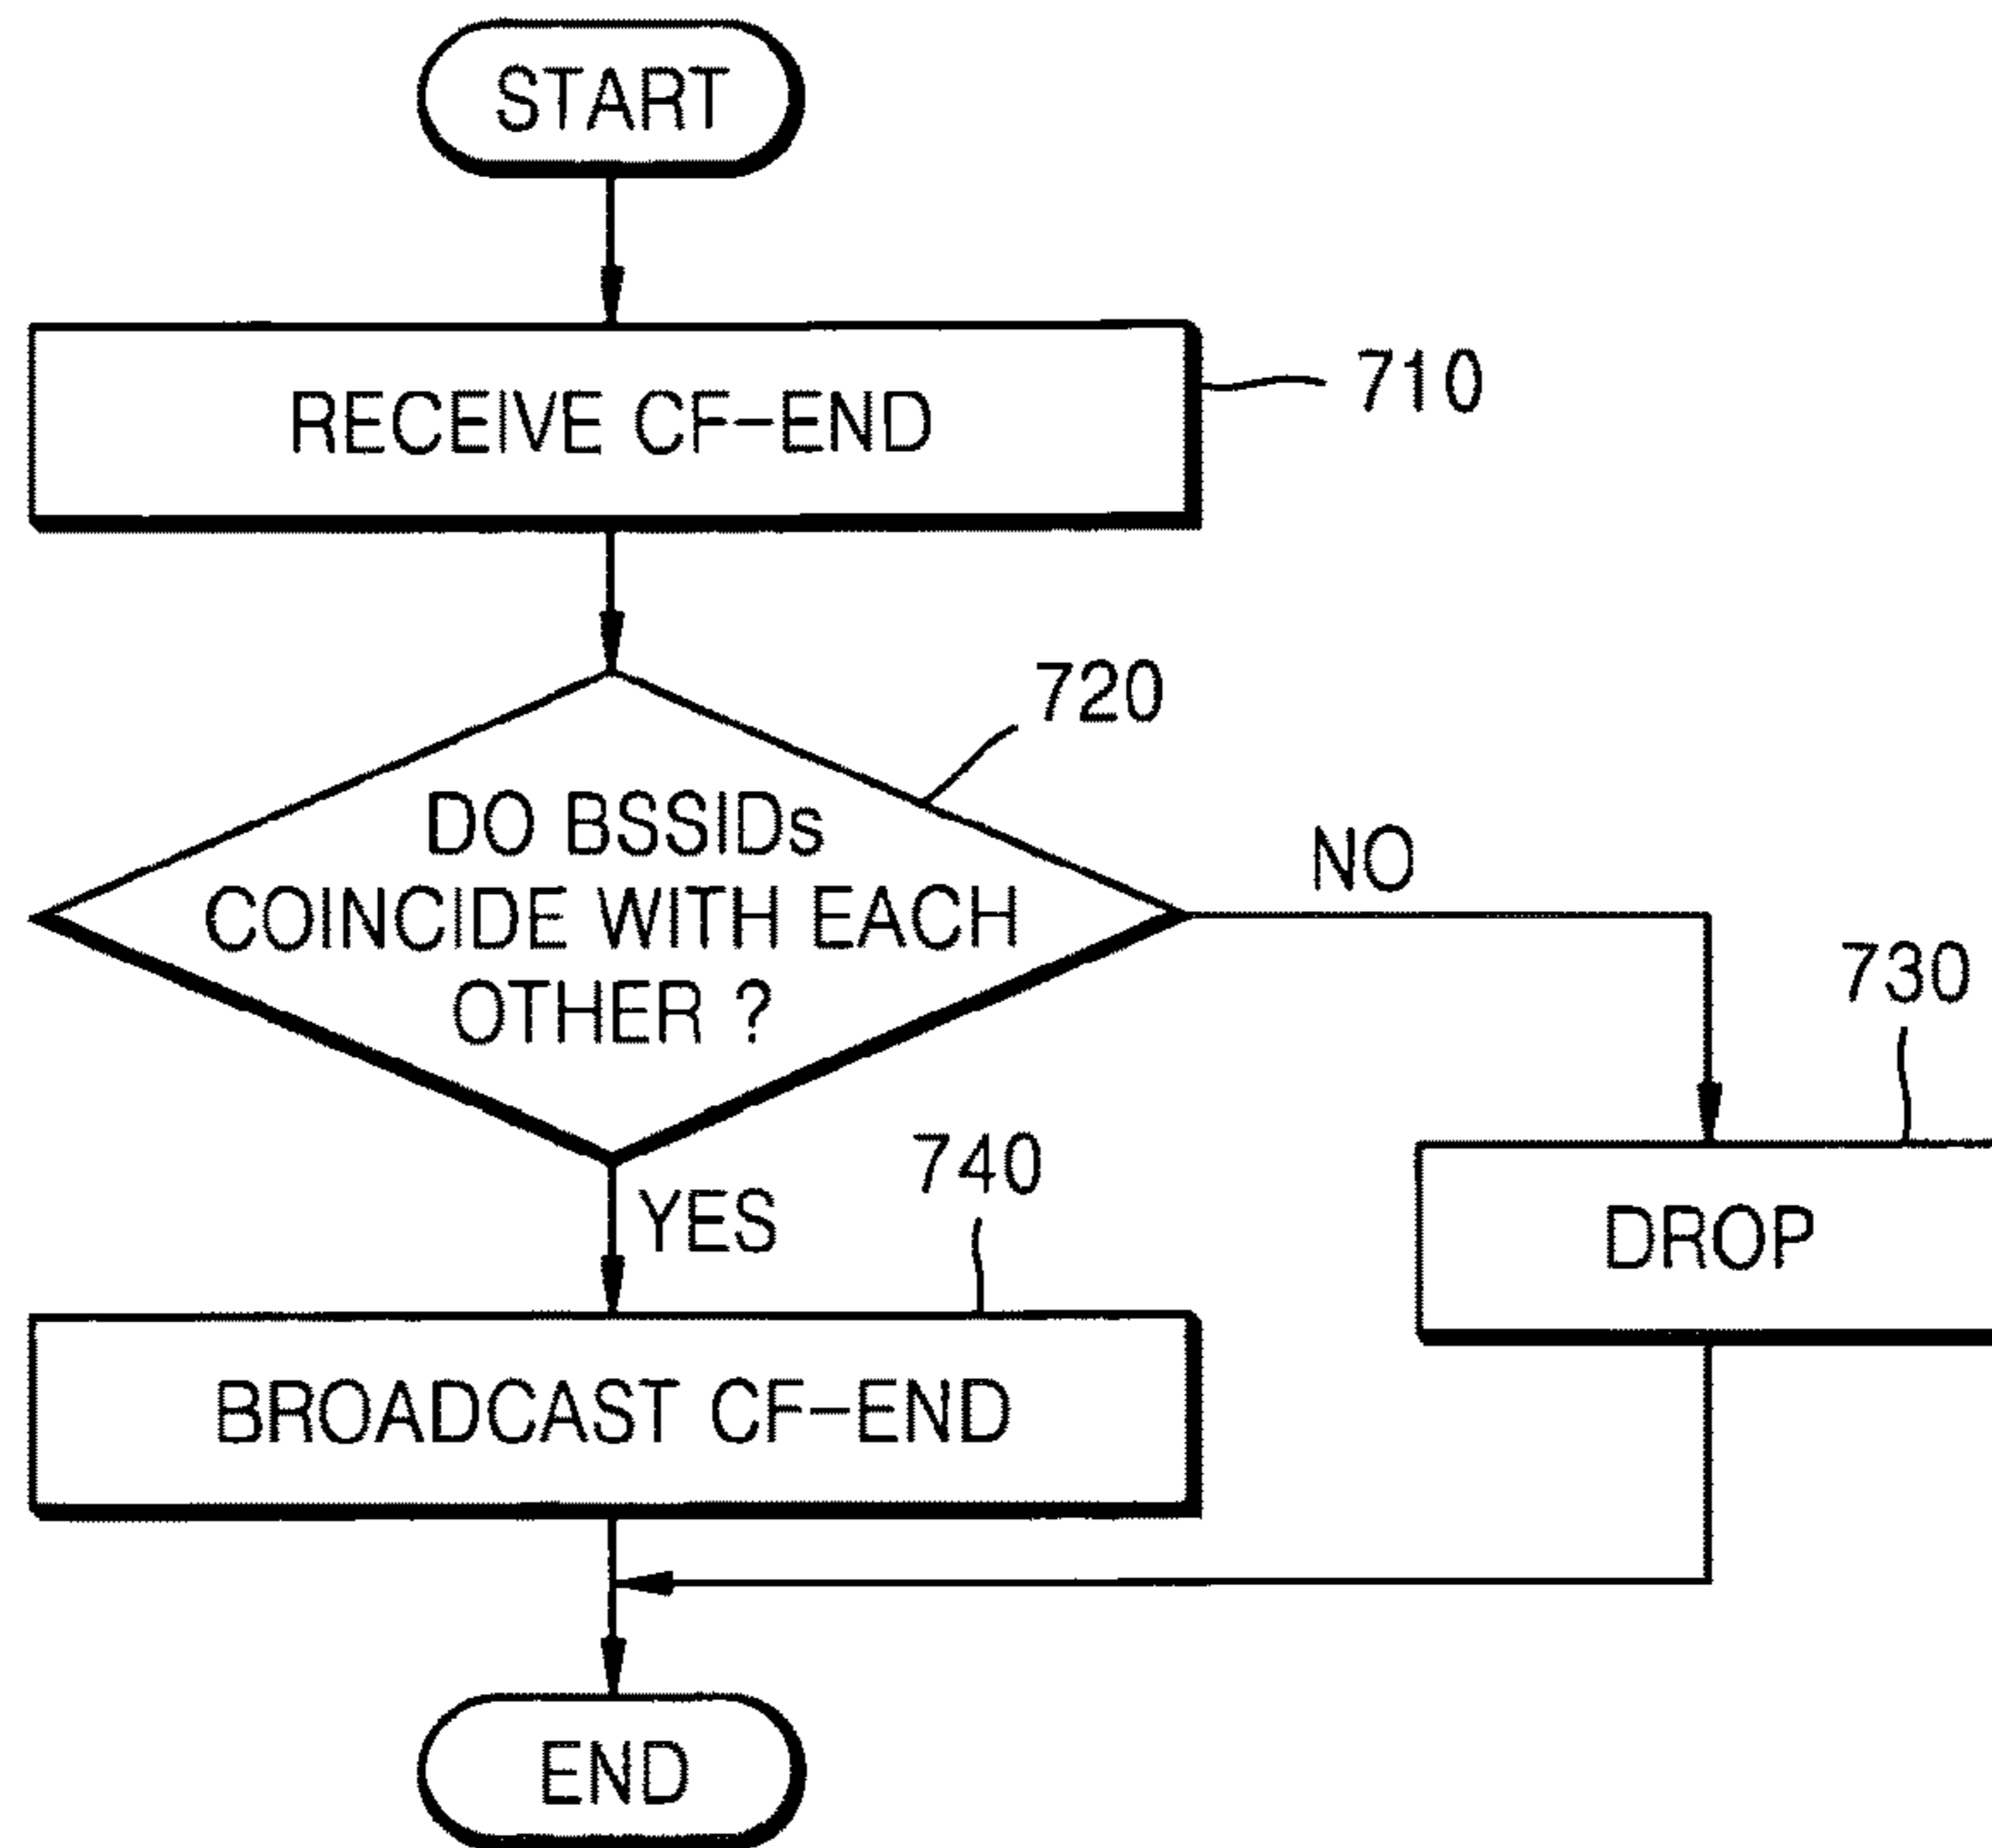 START
RECEIVE CF-END
710
720
DO BSSIDs
COINCIDE WITH EACH
OTHER ?
NO
730
YES
740
DROP
BROADCAST CF-END
END